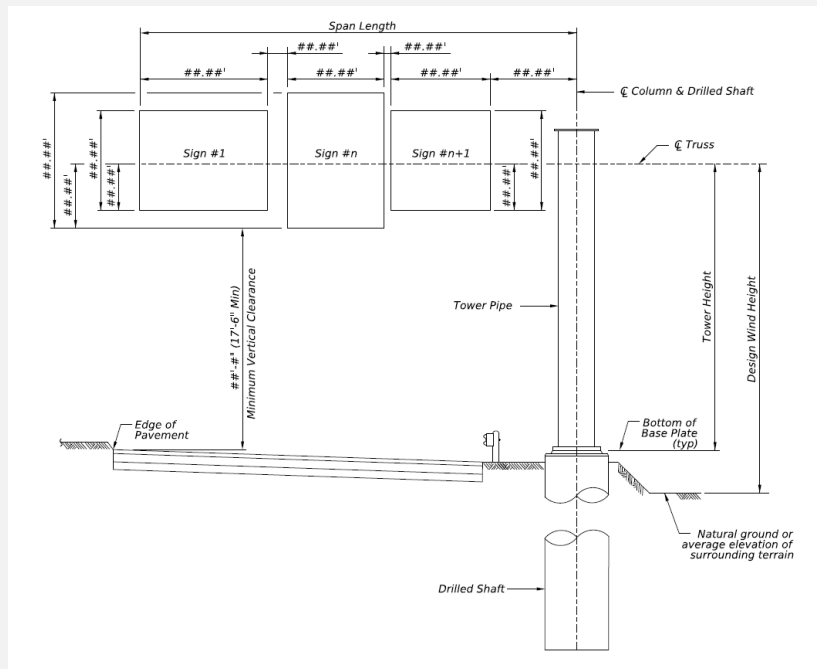 Span Length
##.##'
##.##'
##.##'
##.##'
##.##'
##.##'
℄ Column & Drilled Shaft
##.##'
##.##'
##.##'
##.##'
Sign #1
Sign #n
Sign #n+1
##.##'
##.##'
℄ Truss
##'-#" (17'-6" Min)
Minimum Vertical Clearance
Tower Pipe
Tower Height
Design Wind Height
Edge of
Pavement
Bottom of
Base Plate
(typ)
Natural ground or
average elevation of
surrounding terrain
Drilled Shaft